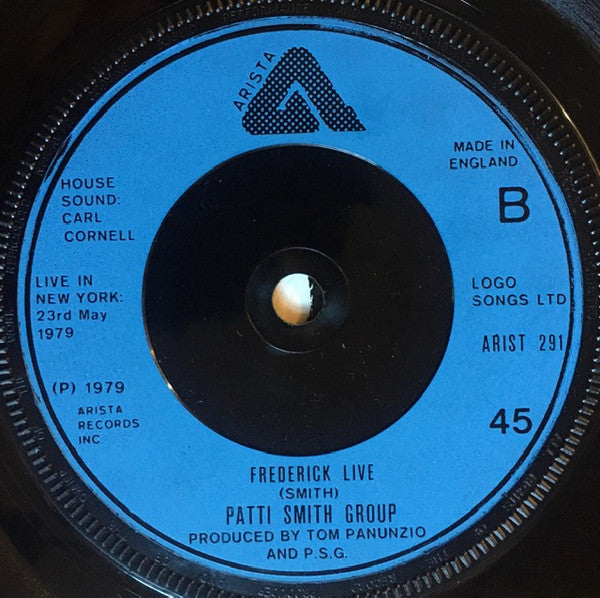 ARISTA
MADE IN
ENGLAND
B
HOUSE
SOUND:
CARL
CORNELL
LIVE IN
NEW YORK:
23rd May
1979
LOGO
SONGS LTD
ARIST 291
(P) 1979
ARISTA
RECORDS
INC.
45
FREDERICK LIVE
(SMITH)
PATTI SMITH GROUP
PRODUCED BY TOM PANUNZIO
AND P.S.G.